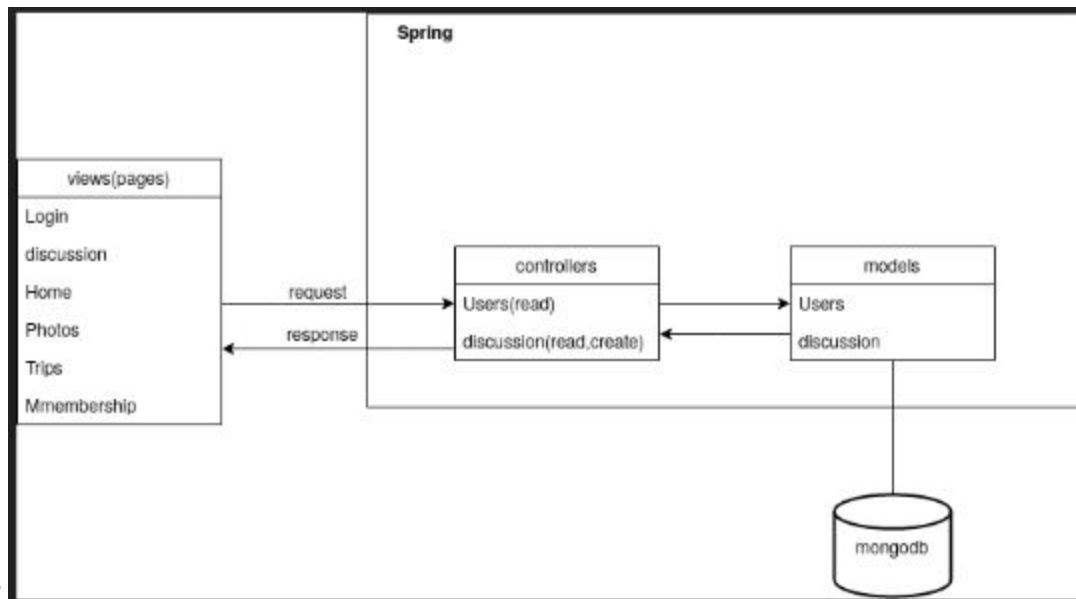 Spring
views(pages)
Login
discussion
Home
Photos
Trips
Mmembership
request
response
controllers
Users(read)
discussion(read,create)
models
Users
discussion
mongodb